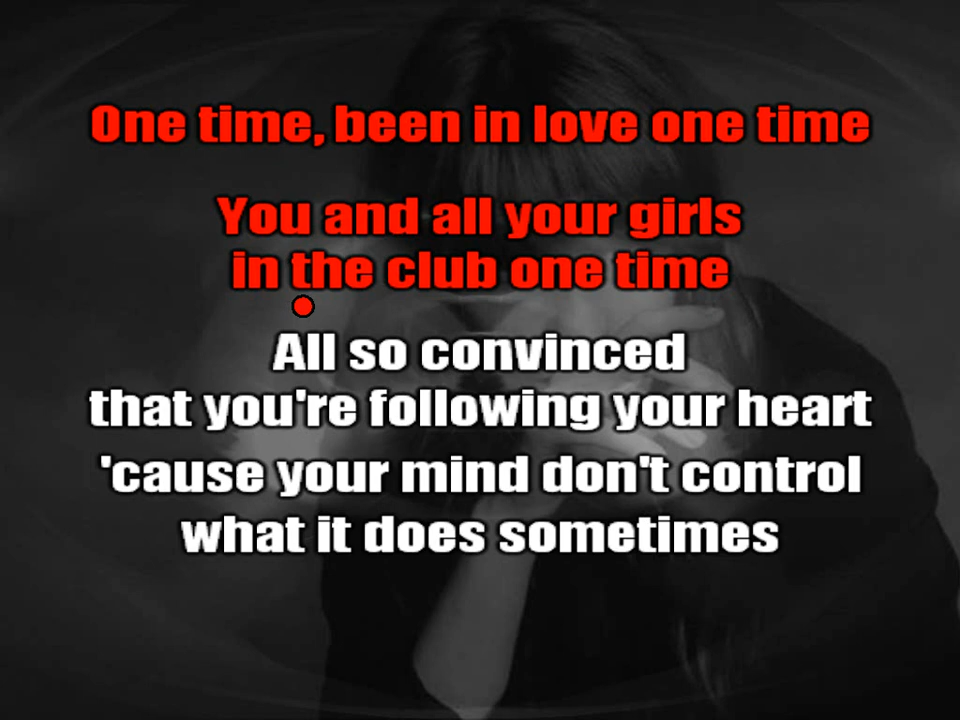 One time, been in love one time
You and all your girls
in the club one time
All so convinced
that you're following your heart
'cause your mind don't control
what it does sometimes